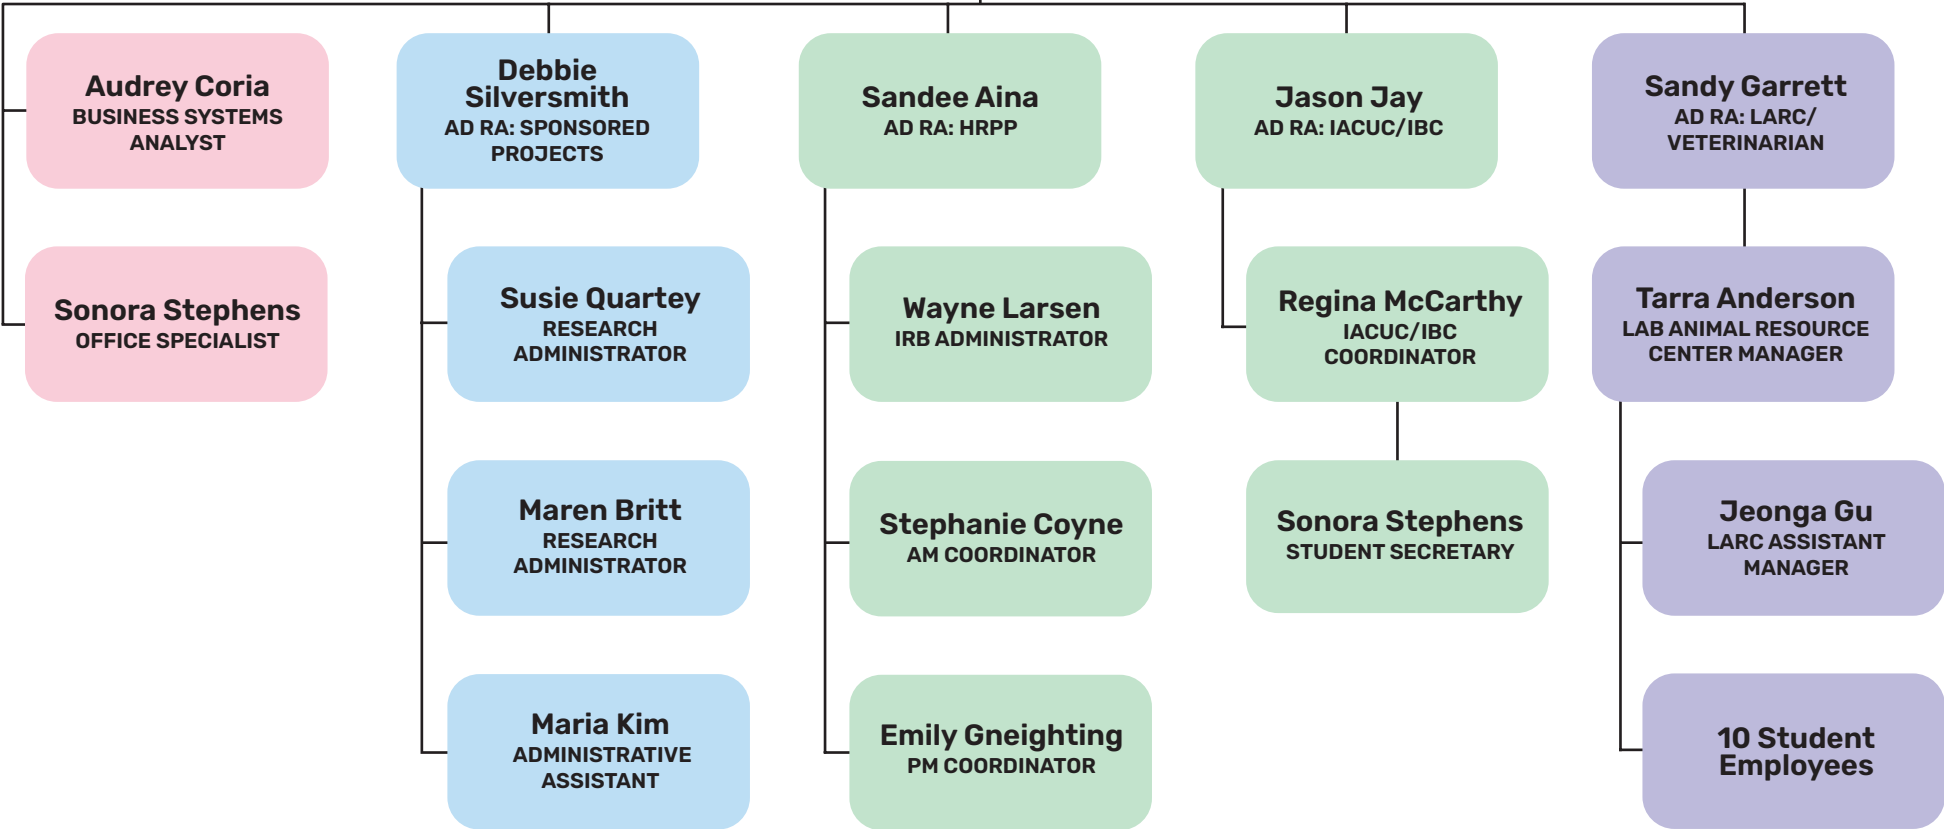 Audrey Coria
BUSINESS SYSTEMS
ANALYST
Debbie
Silversmith
AD RA: SPONSORED
PROJECTS
Sandee Aina
AD RA: HRPP
Jason Jay
AD RA: IACUC/IBC
Sandy Garrett
AD RA: LARC/
VETERINARIAN
Sonora Stephens
OFFICE SPECIALIST
Susie Quartey
RESEARCH
ADMINISTRATOR
Wayne Larsen
IRB ADMINISTRATOR
Regina McCarthy
IACUC/IBC
COORDINATOR
Tarra Anderson
LAB ANIMAL RESOURCE
CENTER MANAGER
Maren Britt
RESEARCH
ADMINISTRATOR
Stephanie Coyne
AM COORDINATOR
Sonora Stephens
STUDENT SECRETARY
Jeonga Gu
LARC ASSISTANT
MANAGER
Maria Kim
ADMINISTRATIVE
ASSISTANT
Emily Gneighting
PM COORDINATOR
10 Student
Employees